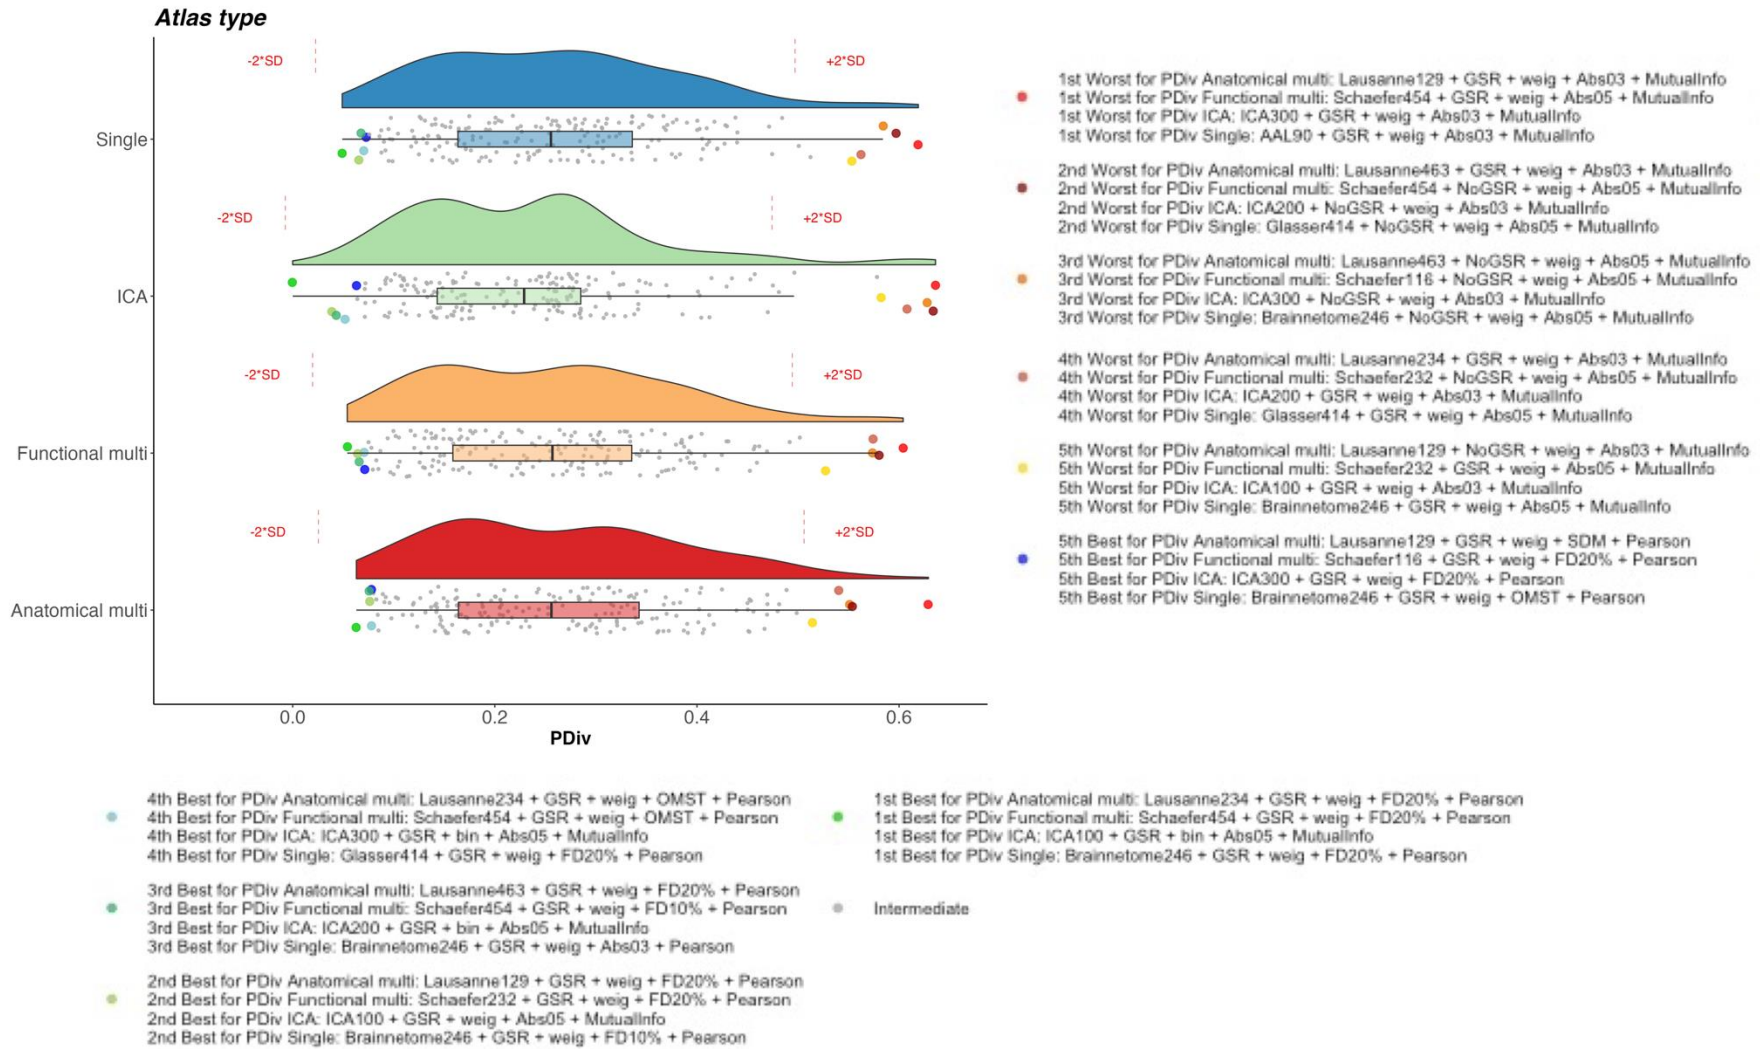 Atlas type
-2*SD
+2*SD
Single
-2*SD
+2*SD
ICA
-2*SD
+2*SD
Functional multi
-2*SD
+2*SD
Anatomical multi
0.0
0.2
0.4
0.6
PDiv
1st Worst for PDiv Anatomical multi: Lausanne129 + GSR + weig + Abs03 + MutualInfo
1st Worst for PDiv Functional multi: Schaefer454 + GSR + weig + Abs05 + MutualInfo
1st Worst for PDiv ICA: ICA300 + GSR + weig + Abs03 + MutualInfo
1st Worst for PDiv Single: AAL90 + GSR + weig + Abs03 + MutualInfo
2nd Worst for PDiv Anatomical multi: Lausanne463 + GSR + weig + Abs03 + MutualInfo
2nd Worst for PDiv Functional multi: Schaefer454 + NoGSR + weig + Abs05 + MutualInfo
2nd Worst for PDiv ICA: ICA200 + NoGSR + weig + Abs03 + MutualInfo
2nd Worst for PDiv Single: Glasser414 + NoGSR + weig + Abs05 + MutualInfo
3rd Worst for PDiv Anatomical multi: Lausanne463 + NoGSR + weig + Abs05 + MutualInfo
3rd Worst for PDiv Functional multi: Schaefer116 + NoGSR + weig + Abs05 + MutualInfo
3rd Worst for PDiv ICA: ICA300 + NoGSR + weig + Abs03 + MutualInfo
3rd Worst for PDiv Single: Brainnetome246 + NoGSR + weig + Abs05 + MutualInfo
4th Worst for PDiv Anatomical multi: Lausanne234 + GSR + weig + Abs03 + MutualInfo
4th Worst for PDiv Functional multi: Schaefer232 + NoGSR + weig + Abs05 + MutualInfo
4th Worst for PDiv ICA: ICA200 + GSR + weig + Abs03 + MutualInfo
4th Worst for PDiv Single: Glasser414 + GSR + weig + Abs05 + MutualInfo
5th Worst for PDiv Anatomical multi: Lausanne129 + NoGSR + weig + Abs03 + MutualInfo
5th Worst for PDiv Functional multi: Schaefer232 + GSR + weig + Abs05 + MutualInfo
5th Worst for PDiv ICA: ICA100 + GSR + weig + Abs03 + MutualInfo
5th Worst for PDiv Single: Brainnetome246 + GSR + weig + Abs05 + MutualInfo
5th Best for PDiv Anatomical multi: Lausanne129 + GSR + weig + SDM + Pearson
5th Best for PDiv Functional multi: Schaefer116 + GSR + weig + FD20% + Pearson
5th Best for PDiv ICA: ICA300 + GSR + weig + FD20% + Pearson
5th Best for PDiv Single: Brainnetome246 + GSR + weig + OMST + Pearson
4th Best for PDiv Anatomical multi: Lausanne234 + GSR + weig + OMST + Pearson
4th Best for PDiv Functional multi: Schaefer454 + GSR + weig + OMST + Pearson
4th Best for PDiv ICA: ICA300 + GSR + bin + Abs05 + MutualInfo
4th Best for PDiv Single: Glasser414 + GSR + weig + FD20% + Pearson
3rd Best for PDiv Anatomical multi: Lausanne463 + GSR + weig + FD20% + Pearson
3rd Best for PDiv Functional multi: Schaefer454 + GSR + weig + FD10% + Pearson
3rd Best for PDiv ICA: ICA200 + GSR + bin + Abs05 + MutualInfo
3rd Best for PDiv Single: Brainnetome246 + GSR + weig + Abs03 + Pearson
2nd Best for PDiv Anatomical multi: Lausanne129 + GSR + weig + FD20% + Pearson
2nd Best for PDiv Functional multi: Schaefer232 + GSR + weig + FD20% + Pearson
2nd Best for PDiv ICA: ICA100 + GSR + weig + Abs05 + MutualInfo
2nd Best for PDiv Single: Brainnetome246 + GSR + weig + FD10% + Pearson
1st Best for PDiv Anatomical multi: Lausanne234 + GSR + weig + FD20% + Pearson
1st Best for PDiv Functional multi: Schaefer454 + GSR + weig + FD20% + Pearson
1st Best for PDiv ICA: ICA100 + GSR + bin + Abs05 + MutualInfo
1st Best for PDiv Single: Brainnetome246 + GSR + weig + FD20% + Pearson
Intermediate